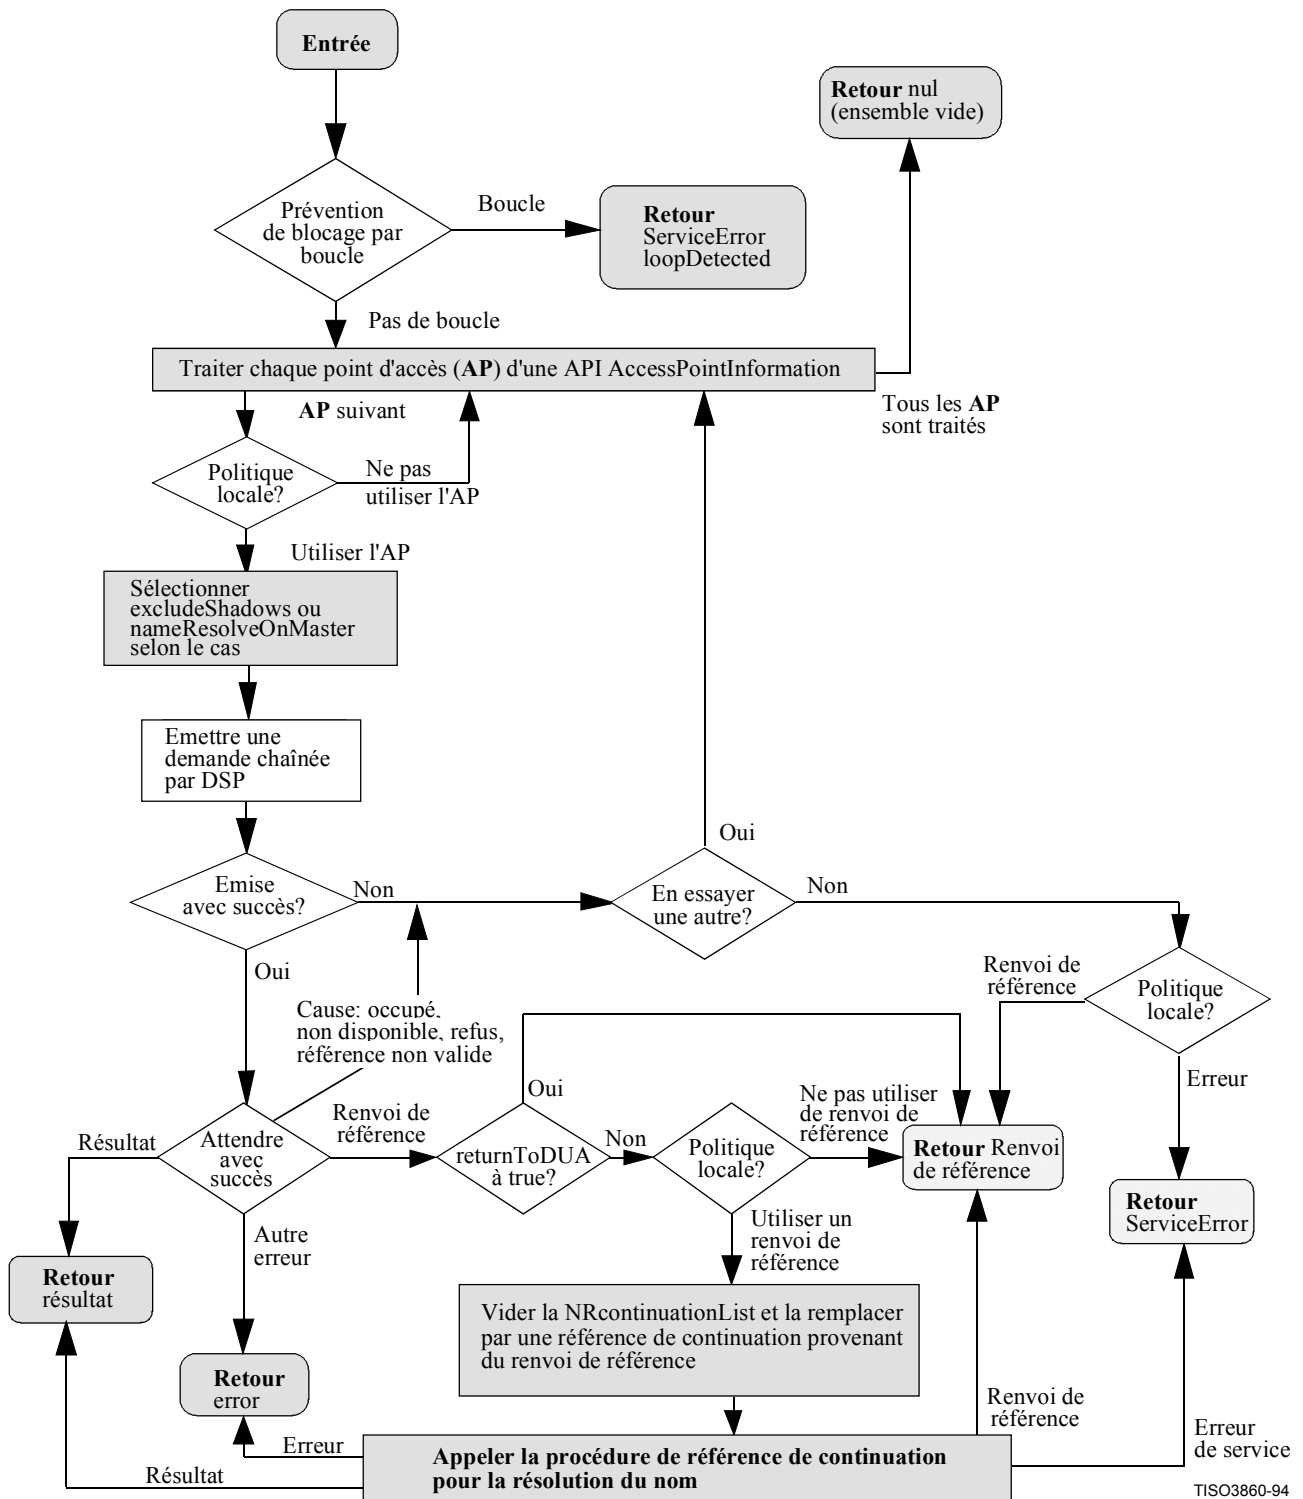 Entrée
Retour nul
(ensemble vide)
Prévention
de blocage par
boucle
Boucle
Retour
ServiceError
loopDetected
Pas de boucle
Traiter chaque point d'accès (AP) d'une API AccessPointInformation
AP suivant
Tous les AP
sont traités
Politique
locale?
Ne pas
utiliser l'AP
Utiliser l'AP
Sélectionner
excludeShadows ou
nameResolveOnMaster
selon le cas
Emettre une
demande chaînée
par DSP
Oui
Emise
avec succès?
Non
En essayer
une autre?
Non
Oui
Renvoi de
référence
Politique
locale?
Cause: occupé,
non disponible, refus,
référence non valide
Oui
Erreur
Résultat
Attendre
avec
succès
Renvoi de
référence
returnToDUA
à true?
Non
Politique
locale?
Ne pas utiliser
de renvoi de
référence
Retour Renvoi
de référence
Retour
ServiceError
Autre
erreur
Utiliser un
renvoi de
référence
Retour
résultat
Vider la NRcontinuationList et la remplacer
par une référence de continuation provenant
du renvoi de référence
Retour
error
Renvoi de
référence
Erreur
de service
Erreur
Résultat
Appeler la procédure de référence de continuation
pour la résolution du nom
TISO3860-94